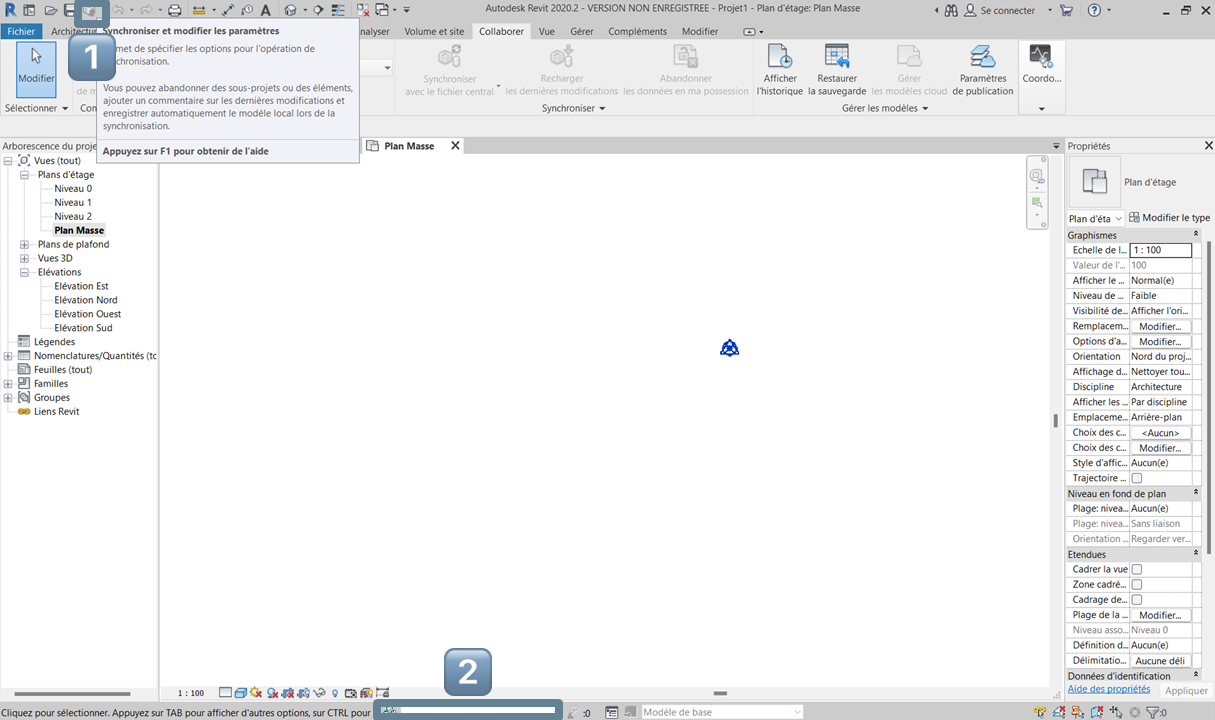 Autodesk Revit 2020.2 - VERSION NON ENREGISTREE - Projet1 - Plan d'étage: Plan Masse
Se connecter
Fichier
Volume et site
Collaborer
Vue
Gérer
Compléments
Modifier
Synchroniser et modifier les paramètres
1
de spécifier les options pour l'opération de
Vous pouvez abandonner des sous-projets ou des éléments,
ajouter un commentaire sur les dernières modifications et
enregistrer automatiquement le modèle local lors de la
synchronisation.
Appuyez sur F1 pour obtenir de l'aide
Modifier
Sélectionner
Synchroniser
avec le fichier central
Recharger
les dernières modifications
Abandonner
les données en ma possession
Synchroniser
Afficher
l'historique
Restaurer
la sauvegarde
Gérer
les modèles cloud
Paramètres
de publication
Gérer les modèles
Coordo...
Arborescence du proje
Vues (tout)
Plans d'étage
Niveau 0
Niveau 1
Niveau 2
Plan Masse
Plans de plafond
Vues 3D
Elévations
Elévation Est
Elévation Nord
Elévation Ouest
Elévation Sud
Légendes
Nomenclatures/Quantités (to
Feuilles (tout)
Familles
Groupes
Liens Revit
Plan Masse
Propriétés
Plan d'étage
Plan d'éta
Modifier le type
Graphismes
Echelle de l... 1 : 100
Valeur de l'... 100
Afficher le ... Normal(e)
Niveau de ... Faible
Visibilité de... Afficher l'ori...
Remplacem... Modifier...
Options d'a... Modifier...
Orientation Nord du proj...
Affichage d... Nettoyer tou...
Discipline Architecture
Afficher les ... Par discipline
Emplaceme... Arrière-plan
Choix des c... <Aucun>
Choix des c... Modifier...
Style d'affic... Aucun(e)
Trajectoire ...
Niveau en fond de plan
Plage: nivea... Aucun(e)
Plage: nivea... Sans liaison
Orientation ... Regarder ver...
Etendues
Cadrer la vue
Zone cadré...
Cadrage de...
Plage de la ... Modifier...
Niveau asso... Niveau 0
Définition d... Aucun(e)
Délimitatio... Aucune déli
Données d'identification
Aide des propriétés
Appliquer
1 : 100
2
Cliquez pour sélectionner. Appuyez sur TAB pour afficher d'autres options, sur CTRL pour
:0
Modèle de base
:0